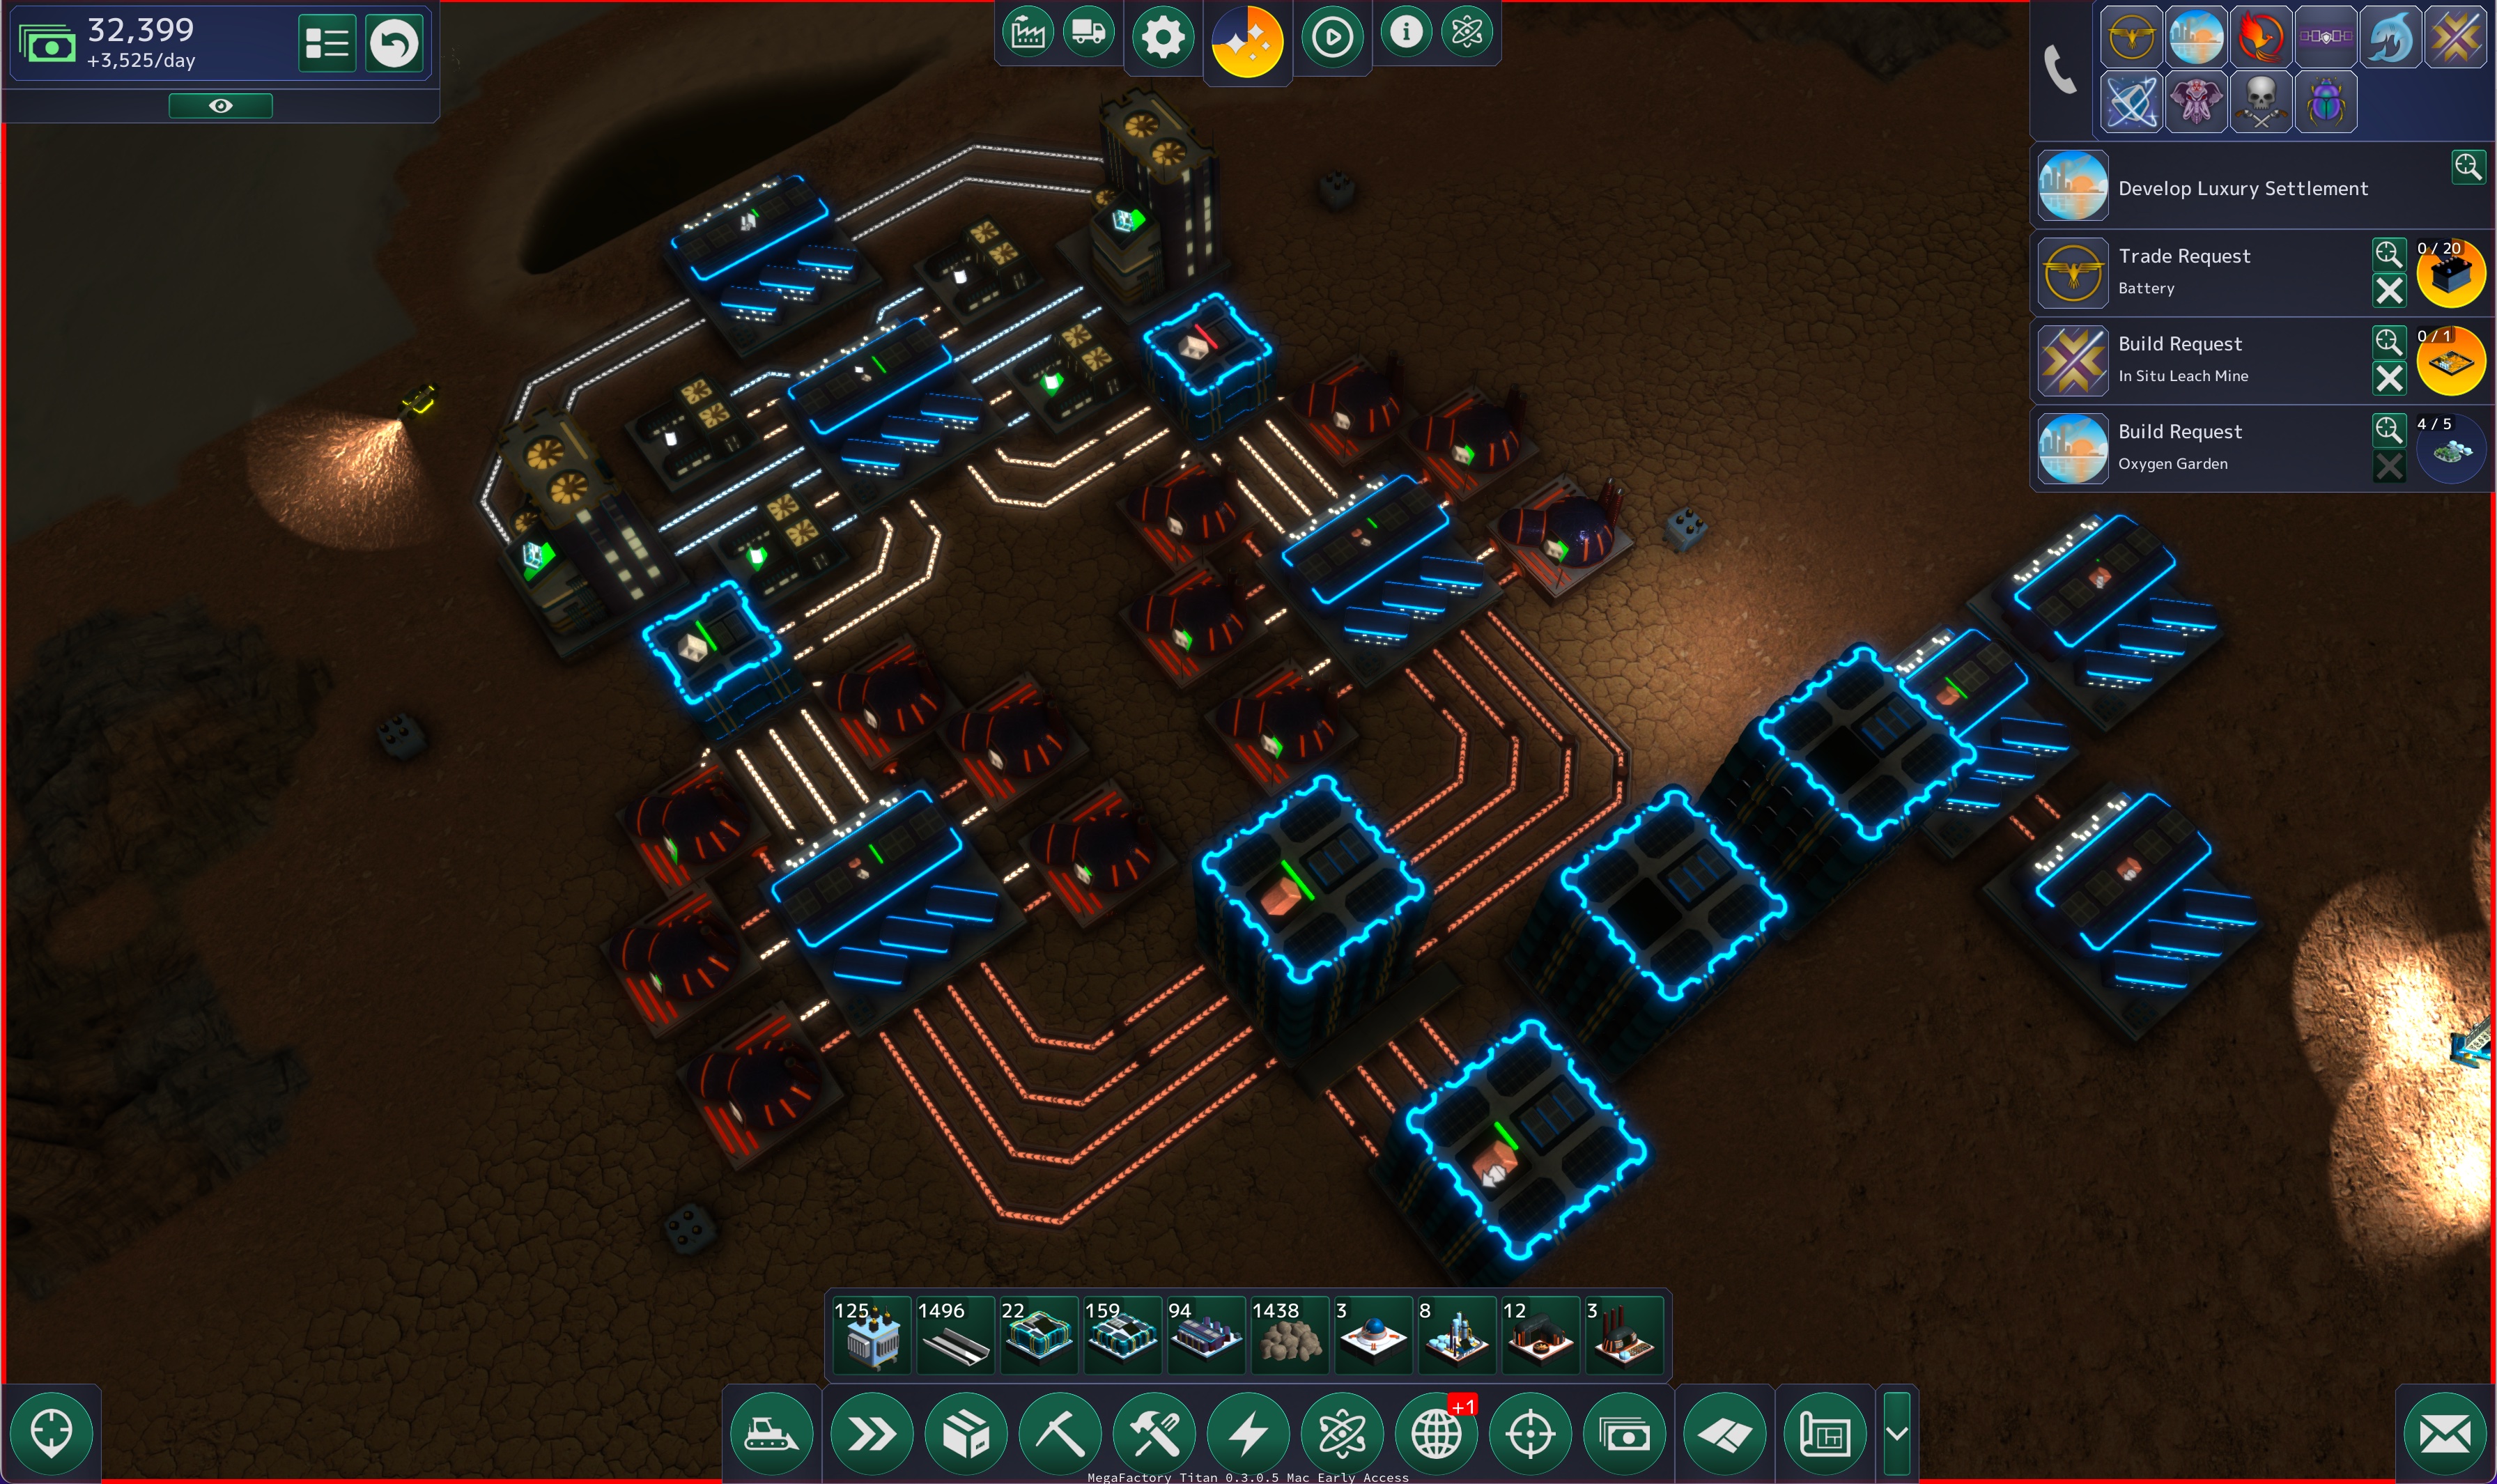 32,399
+3,525/day
Develop Luxury Settlement
Trade Request
Battery
0 / 20
Build Request
In Situ Leach Mine
0 / 1
Build Request
Oxygen Garden
4 / 5
125
1496
22
159
94
1438
3
8
12
3
+1
MegaFactory Titan 0.3.0.5 Mac Early Access